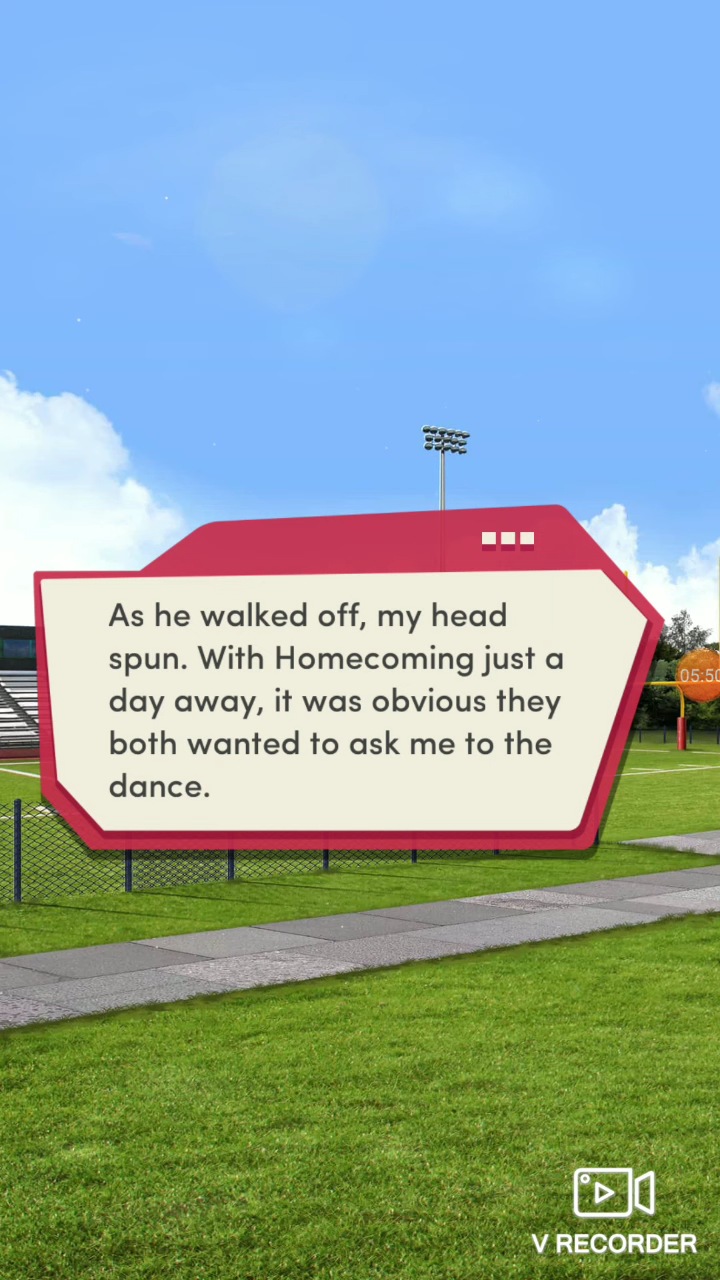 As he walked off, my head
spun. With Homecoming just a
day away, it was obvious they
both wanted to ask me to the
dance.
05:50
V RECORDER